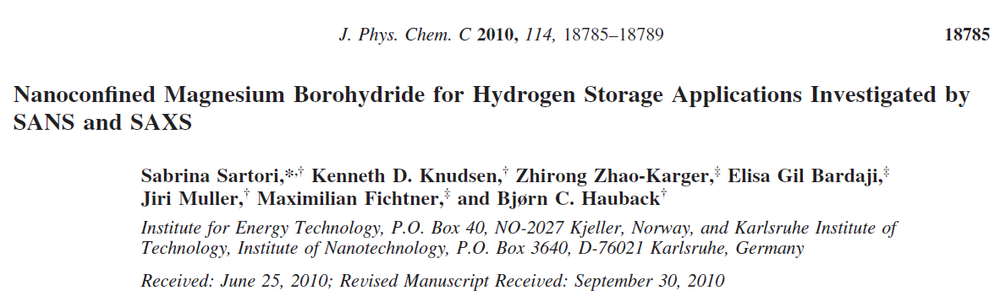 J. Phys. Chem. C 2010, 114, 18785–18789
18785
Nanoconfined Magnesium Borohydride for Hydrogen Storage Applications Investigated by
SANS and SAXS
Sabrina Sartori,*,† Kenneth D. Knudsen,† Zhirong Zhao-Karger,‡ Elisa Gil Bardaji,‡
Jiri Muller,† Maximilian Fichtner,‡ and Bjørn C. Hauback†
Institute for Energy Technology, P.O. Box 40, NO-2027 Kjeller, Norway, and Karlsruhe Institute of
Technology, Institute of Nanotechnology, P.O. Box 3640, D-76021 Karlsruhe, Germany
Received: June 25, 2010; Revised Manuscript Received: September 30, 2010